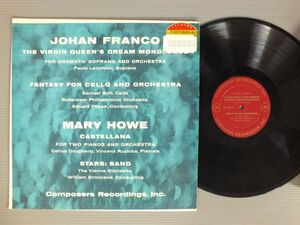 JOHAN FRANCO
THE VIRGIN QUEEN'S DREAM MONOLOGUE
FOR DRAMATIC SOPRANO AND ORCHESTRA
Paula Lechner, Soprano
FANTASY FOR CELLO AND ORCHESTRA
Samuel Brill, Cello
Rotterdam Philharmonic Orchestra,
Eduard Flipse, Conducting
MARY HOWE
CASTELLANA
FOR TWO PIANOS AND ORCHESTRA
Celius Dougherty, Vincenz Ruzicka, Pianists
STARS; SAND
The Vienna Orchestra,
William Strickland, Conducting
Composers Recordings, Inc.